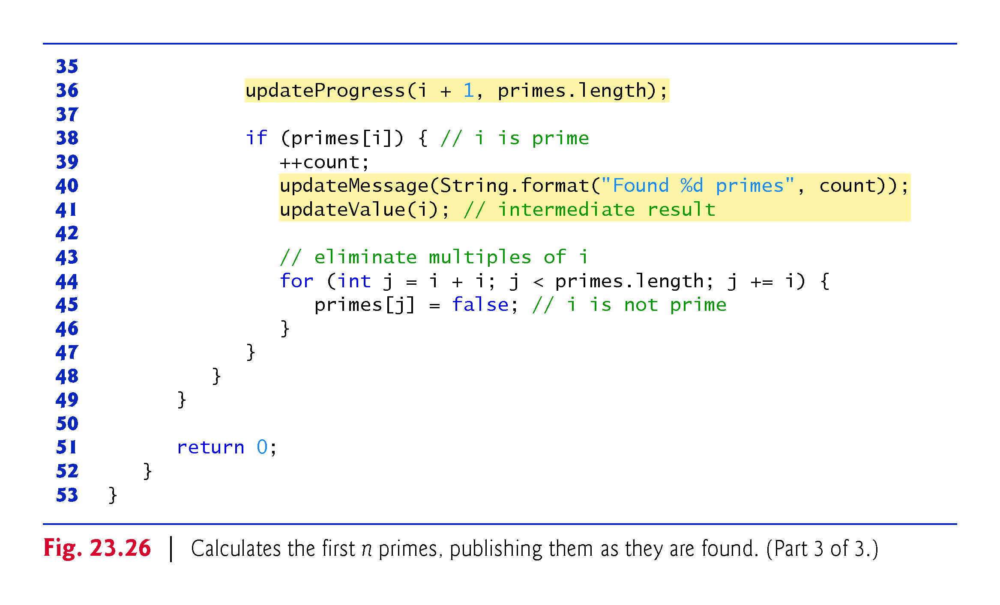 35
36 updateProgress(i + 1, primes.length);
37
38 if (primes[i]) { // i is prime
39 ++count;
40 updateMessage(String.format("Found %d primes", count));
41 updateValue(i); // intermediate result
42
43 // eliminate multiples of i
44 for (int j = i + i; j < primes.length; j += i) {
45 primes[j] = false; // i is not prime
46 }
47 }
48 }
49 }
50
51 return 0;
52 }
53 }
Fig. 23.26 | Calculates the first n primes, publishing them as they are found. (Part 3 of 3.)